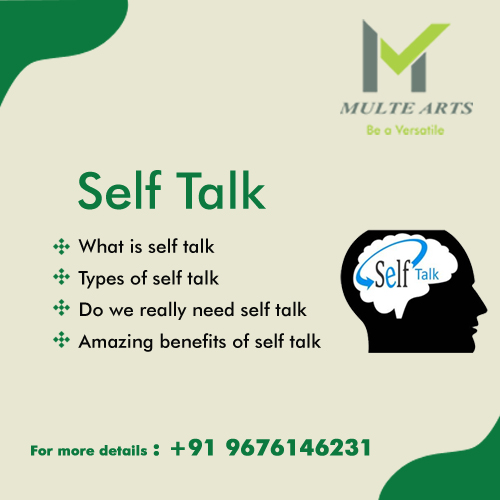 MULTE ARTS
Be a Versatile
Self Talk
What is self talk
Types of self talk
Do we really need self talk
Amazing benefits of self talk
Self Talk
For more details : +91 9676146231